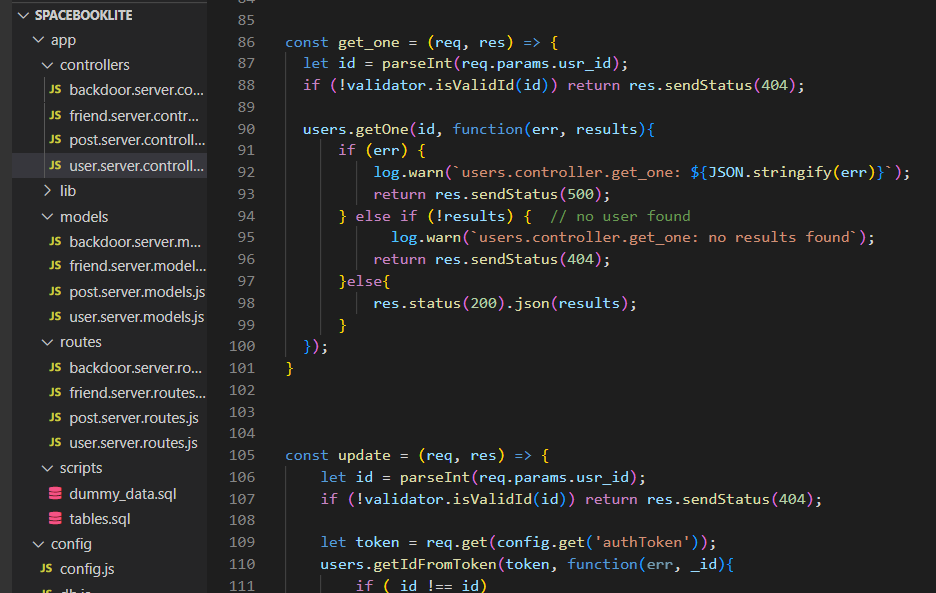 SPACEBOOKLITE
app
controllers
JS backdoor.server.co...
JS friend.server.contr...
JS post.server.controll...
JS user.server.controll...
lib
models
JS backdoor.server.m...
JS friend.server.model...
JS post.server.models.js
JS user.server.models.js
routes
JS backdoor.server.ro...
JS friend.server.routes...
JS post.server.routes.js
JS user.server.routes.js
scripts
dummy_data.sql
tables.sql
config
JS config.js
85
86 const get_one = (req, res) => {
87 let id = parseInt(req.params.usr_id);
88 if (!validator.isValidId(id)) return res.sendStatus(404);
89
90 users.getOne(id, function(err, results){
91 if (err) {
92 log.warn(`users.controller.get_one: ${JSON.stringify(err)}`);
93 return res.sendStatus(500);
94 } else if (!results) { // no user found
95 log.warn(`users.controller.get_one: no results found`);
96 return res.sendStatus(404);
97 }else{
98 res.status(200).json(results);
99 }
100 });
101 }
102
103
104
105 const update = (req, res) => {
106 let id = parseInt(req.params.usr_id);
107 if (!validator.isValidId(id)) return res.sendStatus(404);
108
109 let token = req.get(config.get('authToken'));
110 users.getIdFromToken(token, function(err, _id){
111 if (_id !== id)